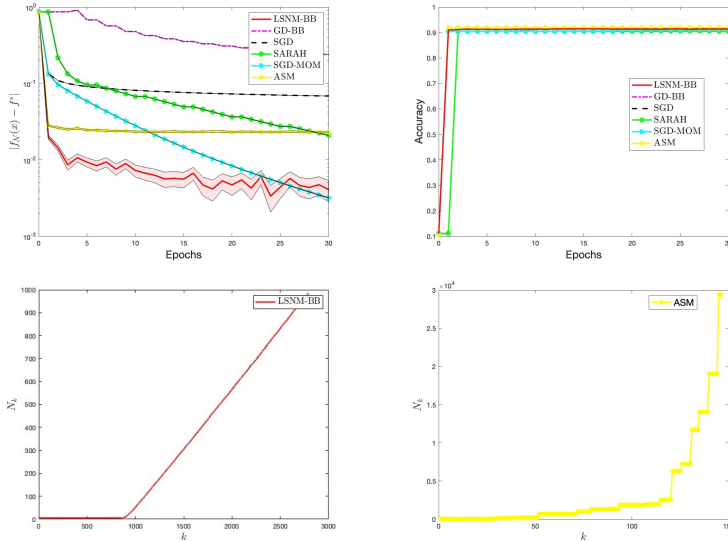 10^0
10^-1
10^-2
10^-3
|f_N(x) − f*|
0 5 10 15 20 25 30
Epochs
LSNM-BB
GD-BB
SGD
SARAH
SGD-MOM
ASM
1
0.9
0.8
0.7
0.6
0.5
0.4
0.3
0.2
0.1
Accuracy
0 5 10 15 20 25 30
Epochs
LSNM-BB
GD-BB
SGD
SARAH
SGD-MOM
ASM
1000
900
800
700
600
500
400
300
200
100
0
N_k
0 500 1000 1500 2000 2500 3000
k
LSNM-BB
×10^4
3
2.5
2
1.5
1
0.5
0
N_k
0 50 100 150
k
ASM